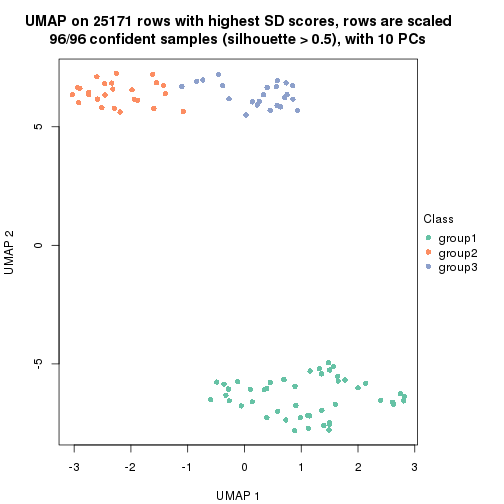 UMAP on 25171 rows with highest SD scores, rows are scaled
96/96 confident samples (silhouette > 0.5), with 10 PCs
5
0
-5
UMAP 2
-3 -2 -1 0 1 2 3
UMAP 1
Class
group1
group2
group3